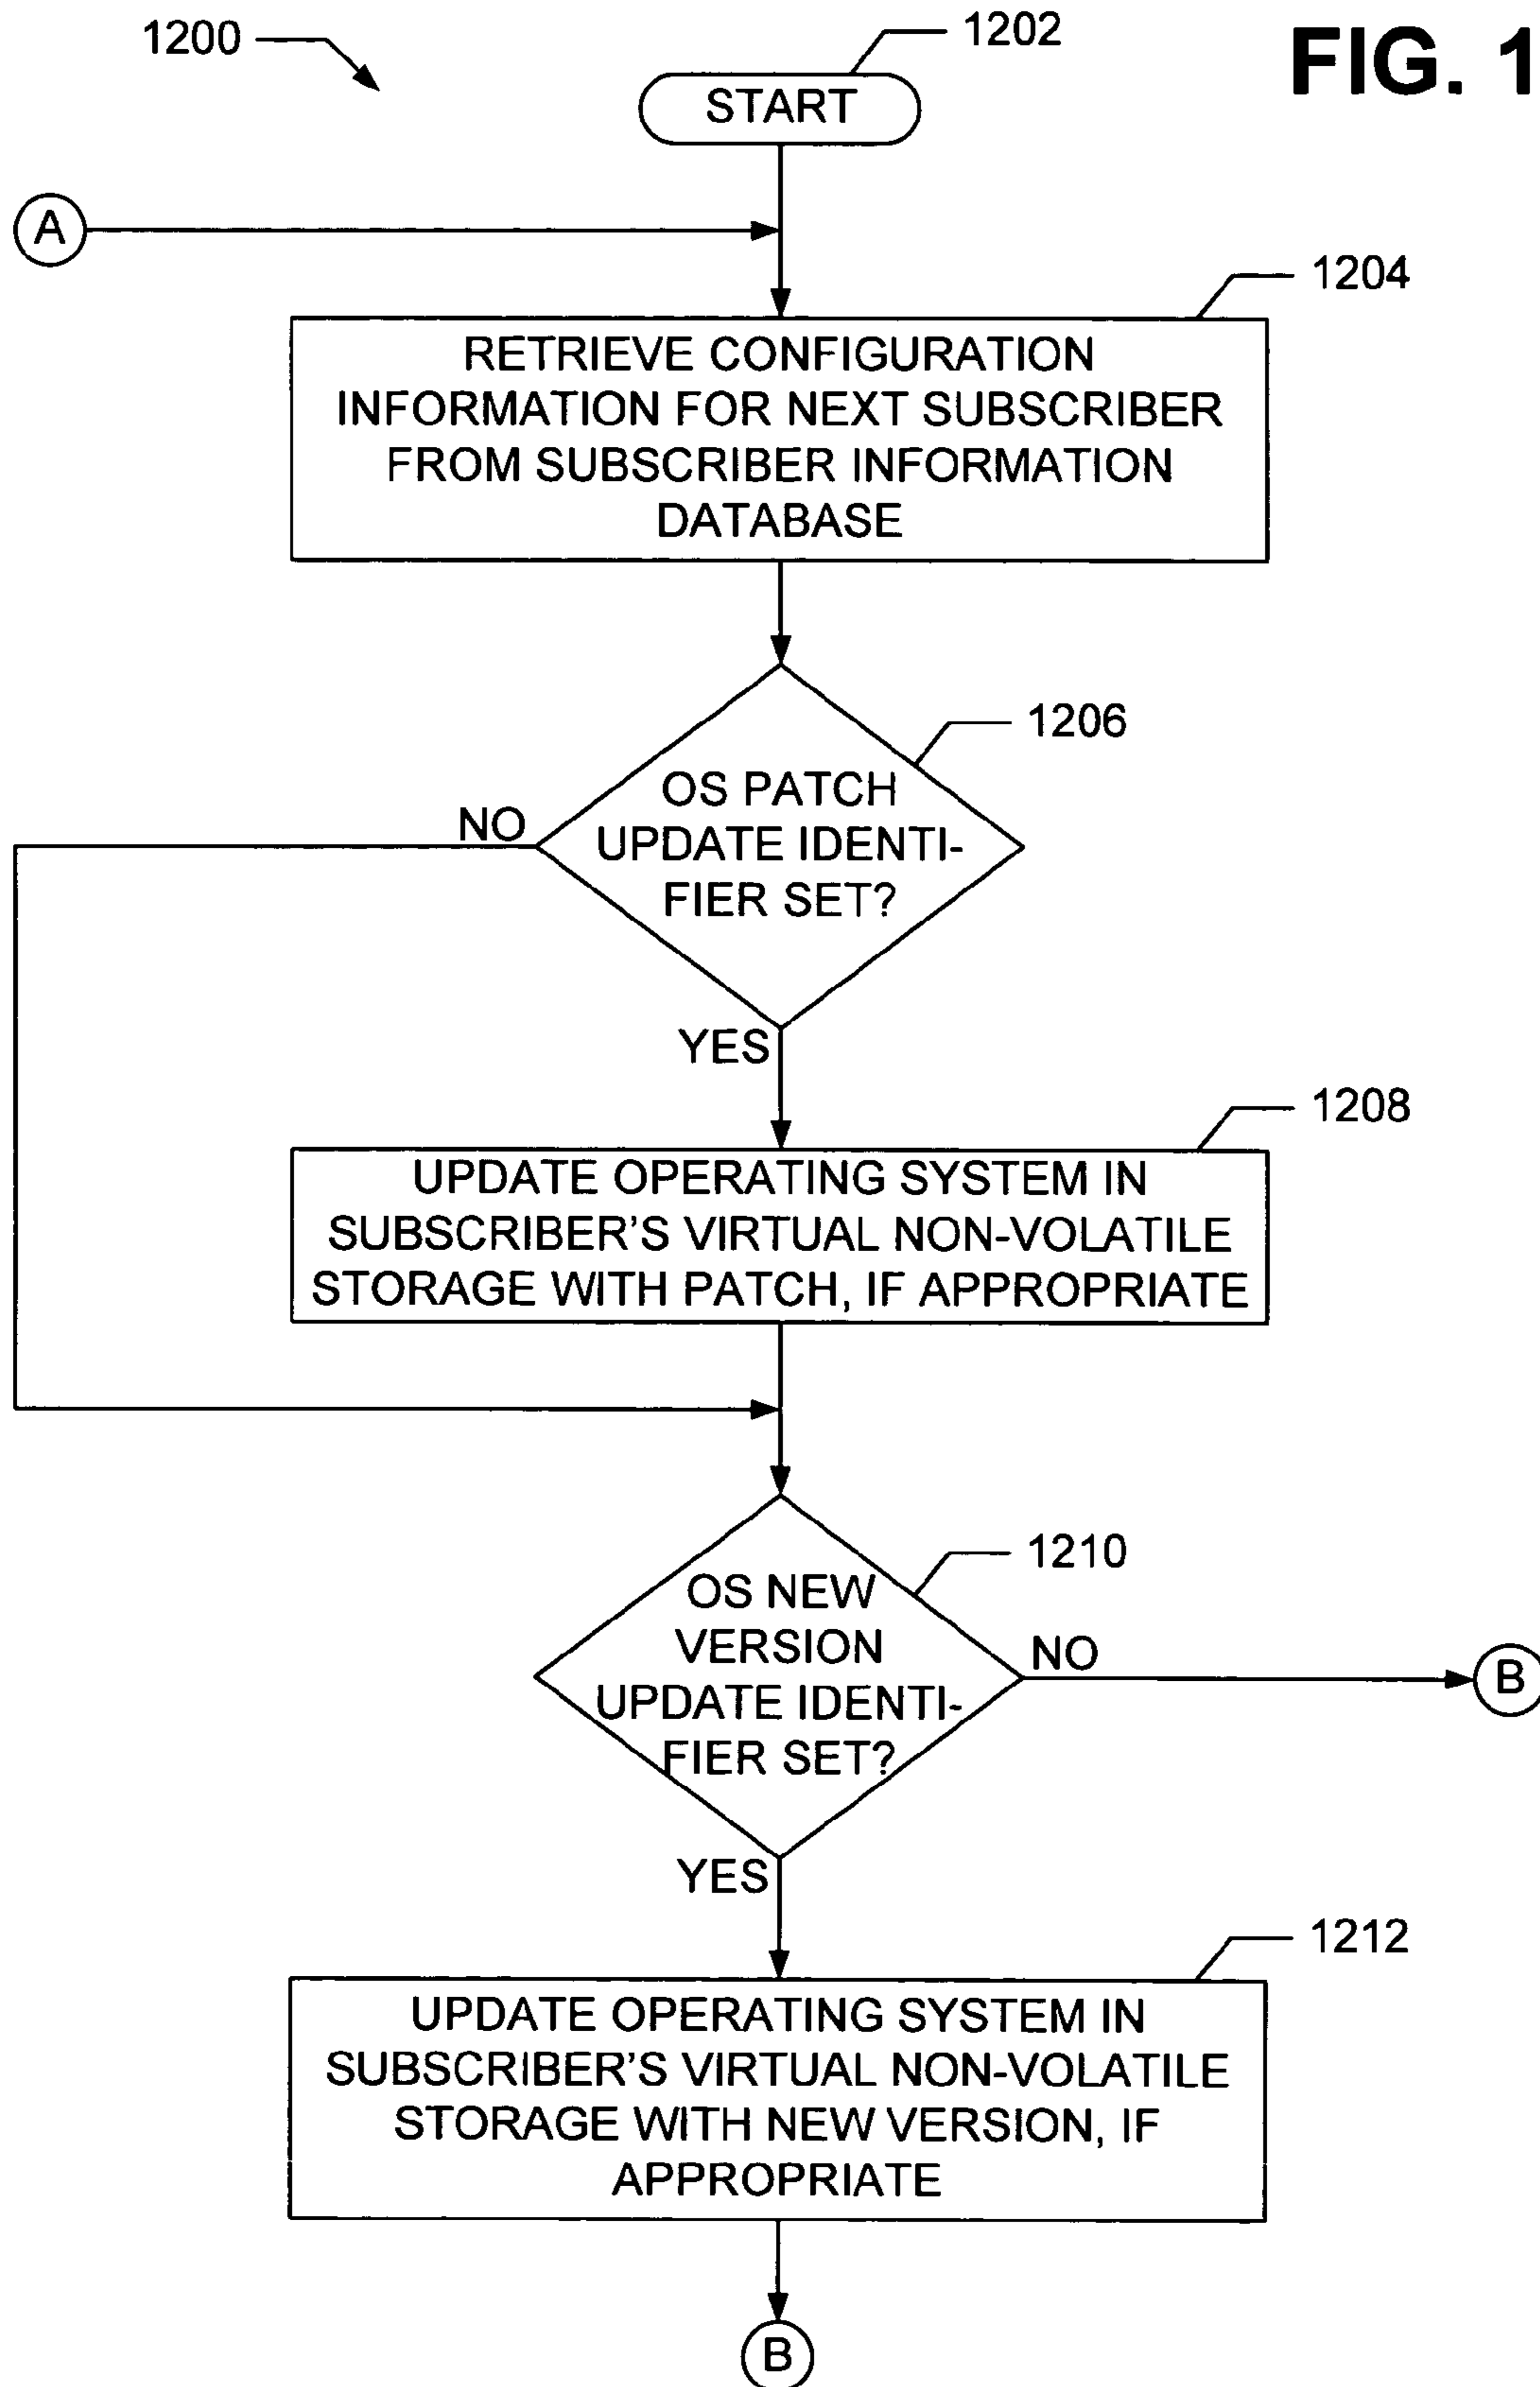 1200
1202
FIG. 1
START
A
1204
RETRIEVE CONFIGURATION
INFORMATION FOR NEXT SUBSCRIBER
FROM SUBSCRIBER INFORMATION
DATABASE
1206
OS PATCH
UPDATE IDENTI-
FIER SET?
NO
YES
1208
UPDATE OPERATING SYSTEM IN
SUBSCRIBER'S VIRTUAL NON-VOLATILE
STORAGE WITH PATCH, IF APPROPRIATE
1210
OS NEW
VERSION
UPDATE IDENTI-
FIER SET?
NO
B
YES
1212
UPDATE OPERATING SYSTEM IN
SUBSCRIBER'S VIRTUAL NON-VOLATILE
STORAGE WITH NEW VERSION, IF
APPROPRIATE
B